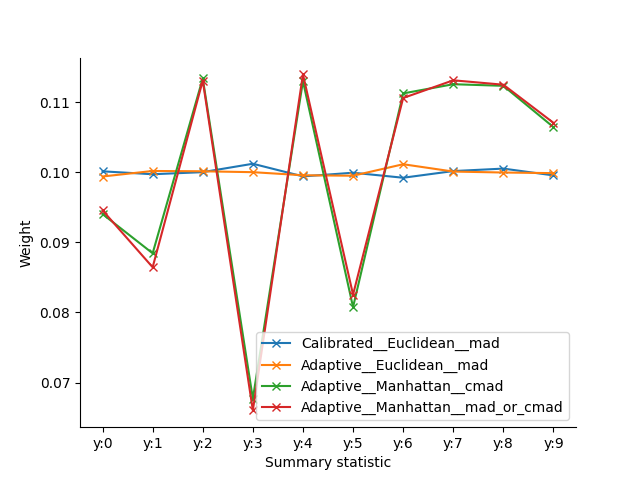 0.11
0.10
0.09
0.08
0.07
Weight
Calibrated__Euclidean__mad
Adaptive__Euclidean__mad
Adaptive__Manhattan__cmad
Adaptive__Manhattan__mad_or_cmad
y:0 y:1 y:2 y:3 y:4 y:5 y:6 y:7 y:8 y:9
Summary statistic